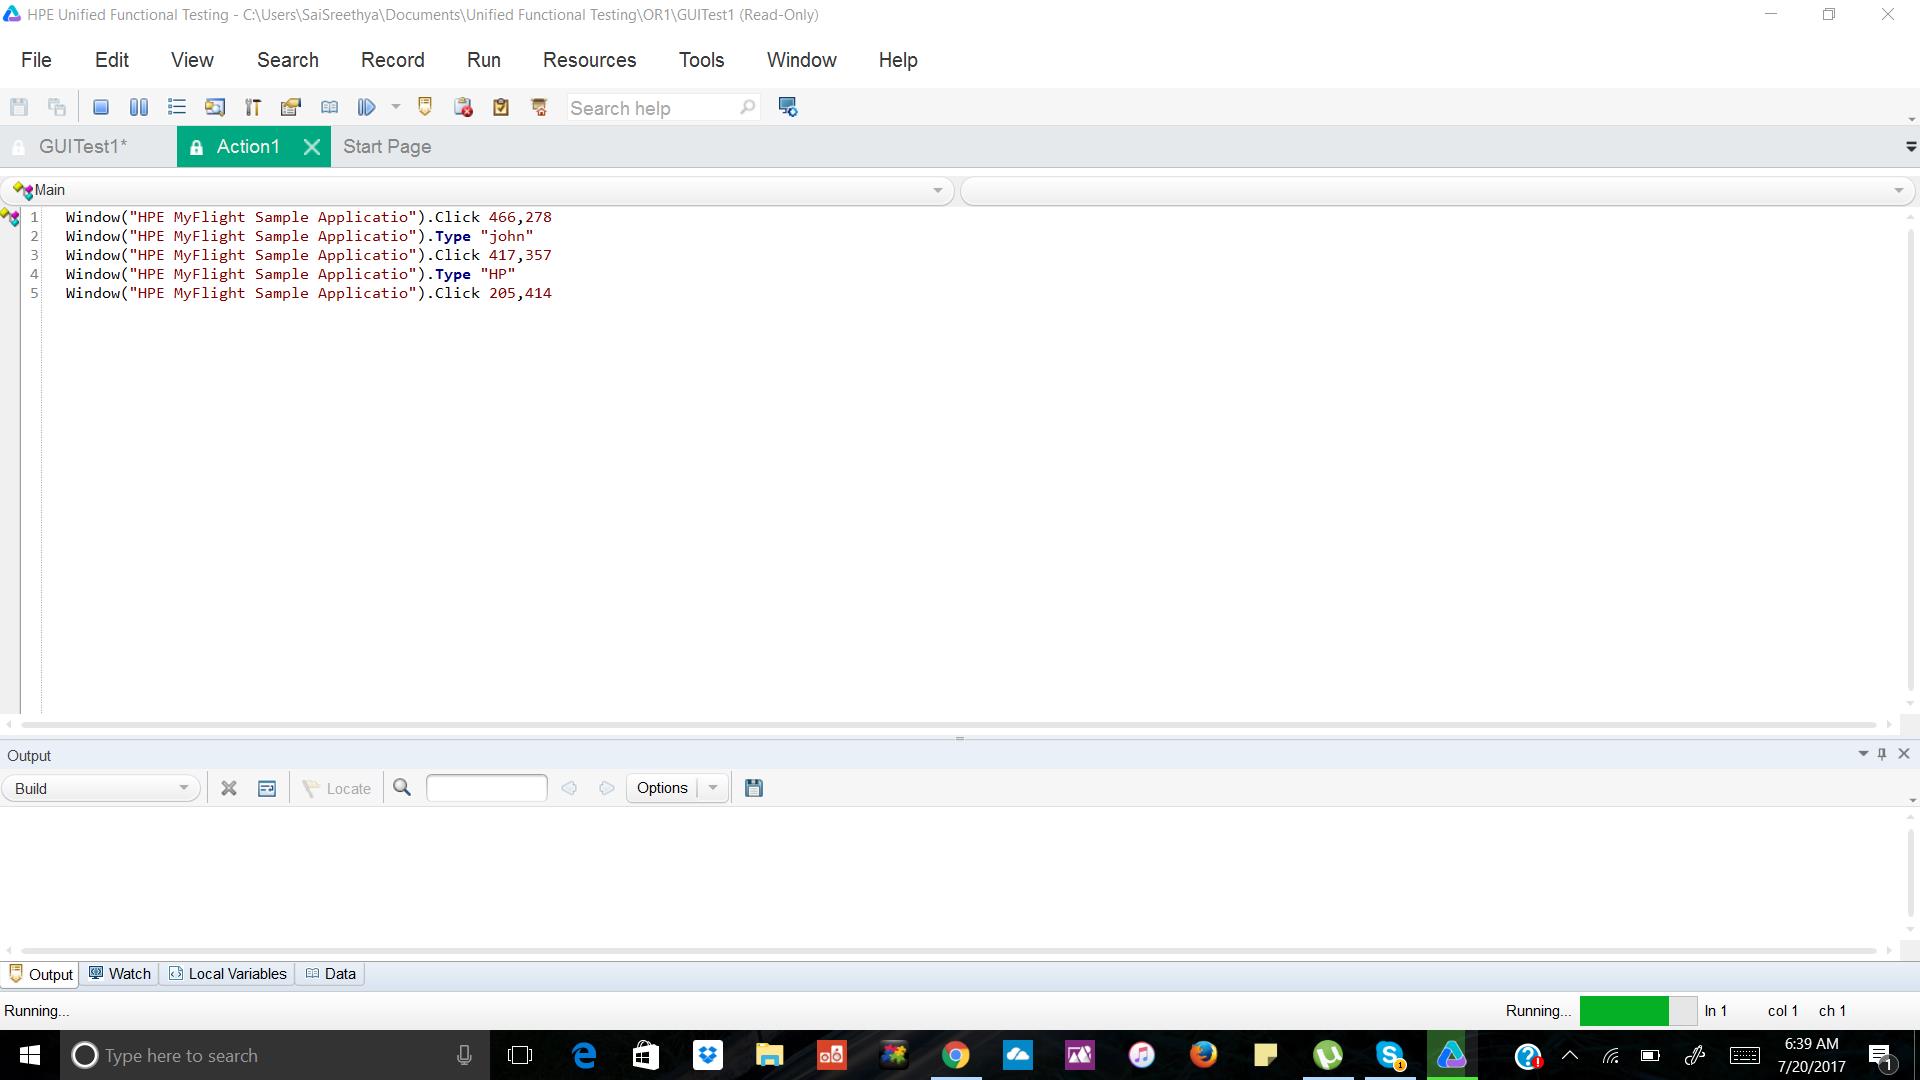 HPE Unified Functional Testing - C:\Users\SaiSreethya\Documents\Unified Functional Testing\OR1\GUITest1 (Read-Only)
File Edit View Search Record Run Resources Tools Window Help
Search help
GUITest1* Action1 Start Page
Main
1 Window("HPE MyFlight Sample Applicatio").Click 466,278
2 Window("HPE MyFlight Sample Applicatio").Type "john"
3 Window("HPE MyFlight Sample Applicatio").Click 417,357
4 Window("HPE MyFlight Sample Applicatio").Type "HP"
5 Window("HPE MyFlight Sample Applicatio").Click 205,414
Output
Build Locate Options
Output Watch Local Variables Data
Running... Running... ln 1 col 1 ch 1
Type here to search
6:39 AM
7/20/2017
1